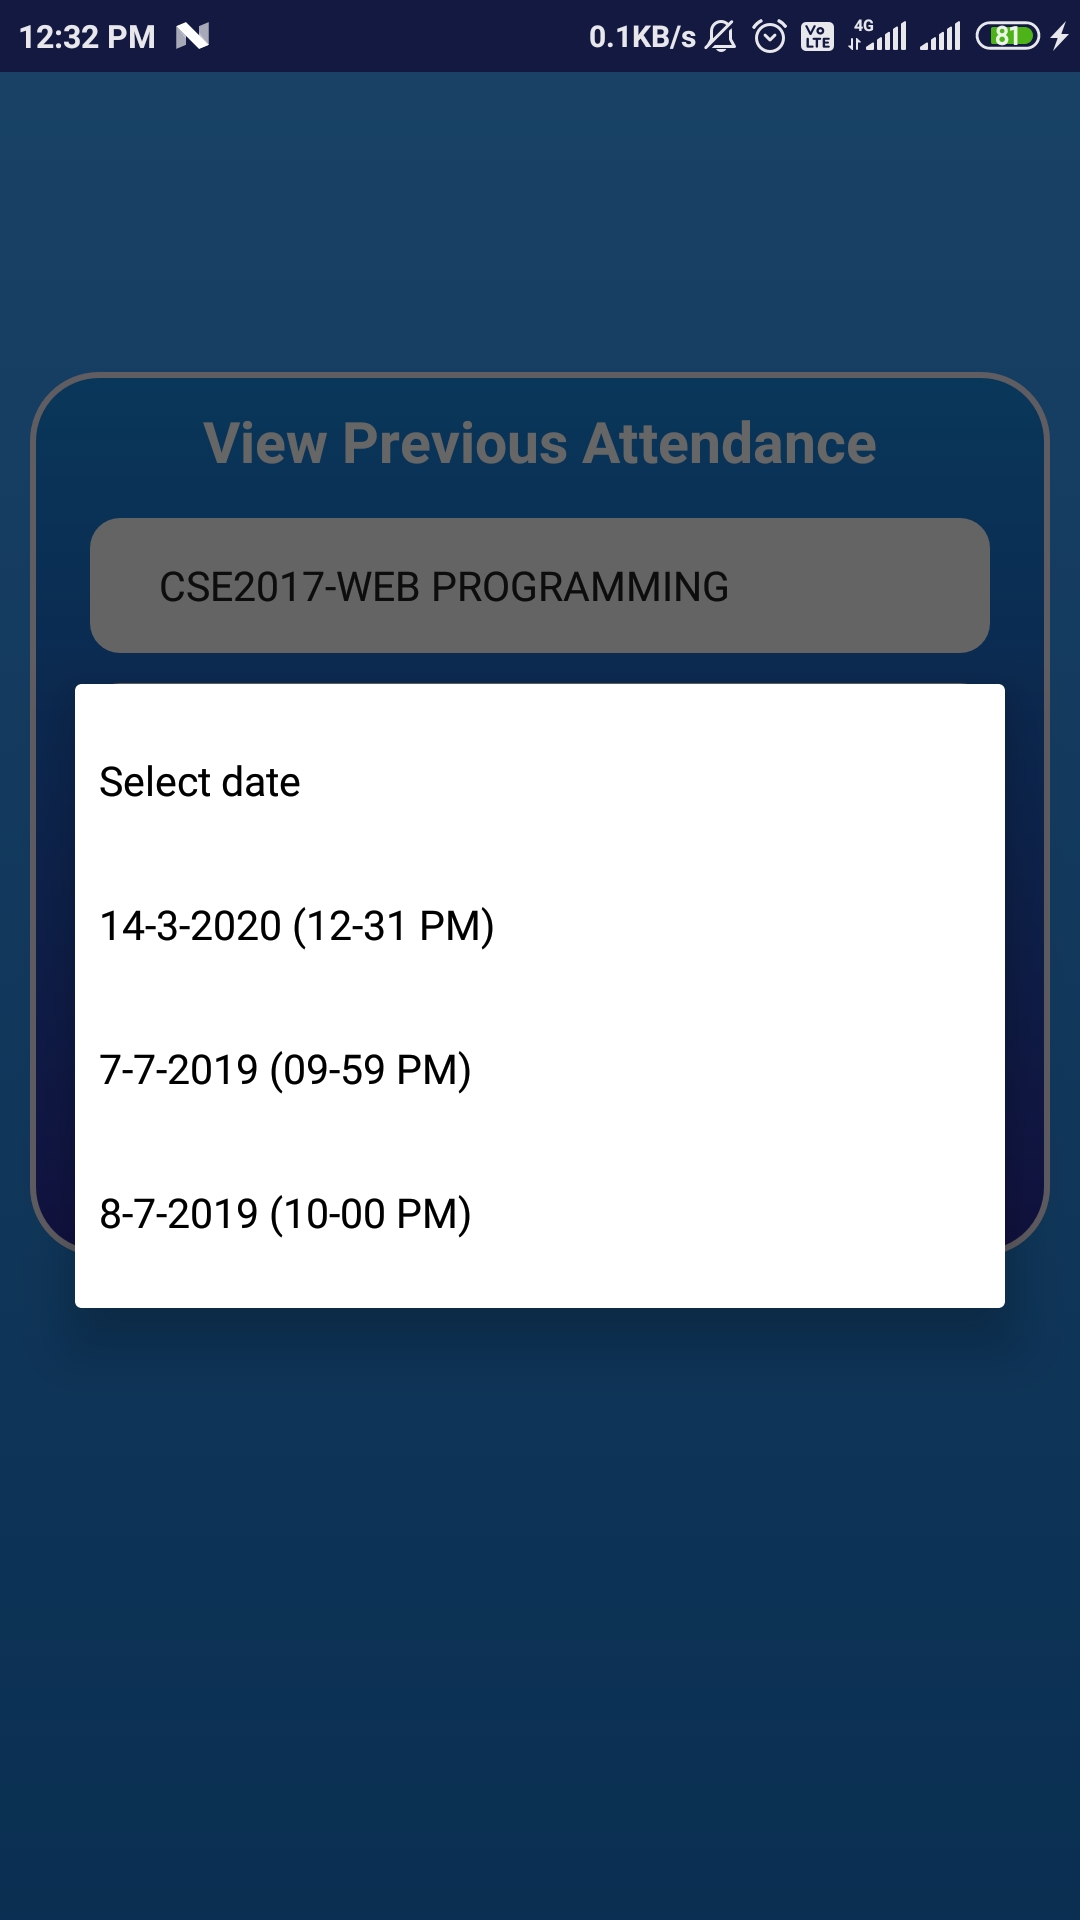 12:32 PM 0.1KB/s Vo LTE 4G 81
View Previous Attendance
CSE2017-WEB PROGRAMMING
Select date
14-3-2020 (12-31 PM)
7-7-2019 (09-59 PM)
8-7-2019 (10-00 PM)